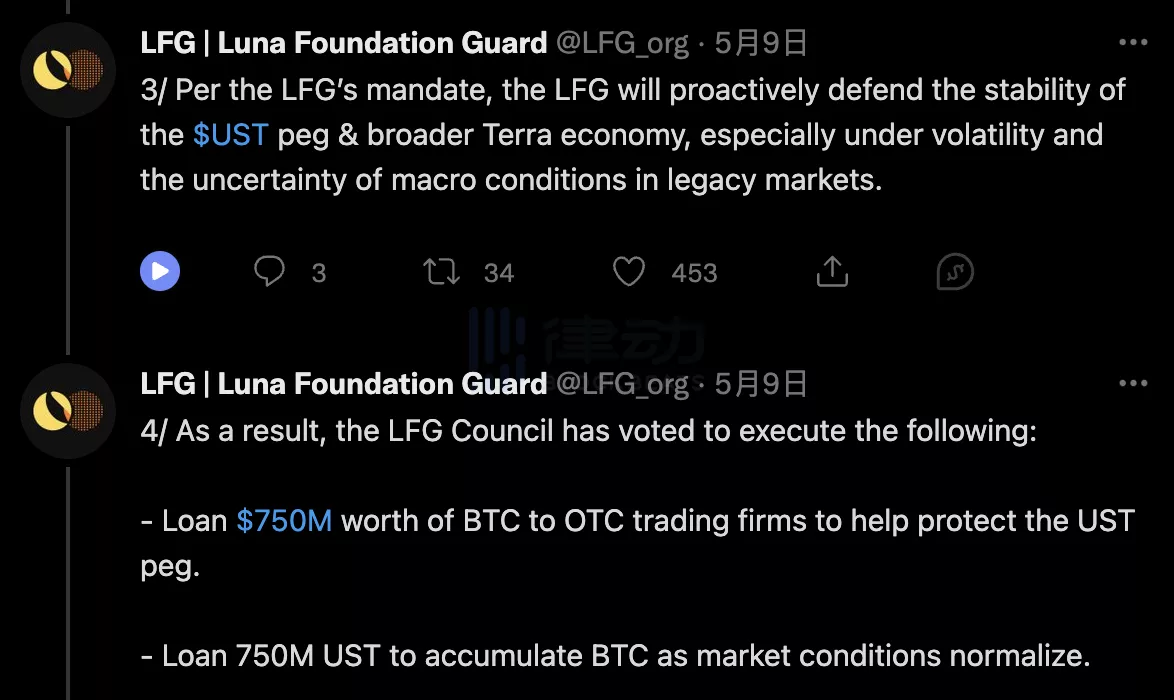 LFG | Luna Foundation Guard @LFG_org · 5月9日
3/ Per the LFG’s mandate, the LFG will proactively defend the stability of
the $UST peg & broader Terra economy, especially under volatility and
the uncertainty of macro conditions in legacy markets.
3 34 453
律动
LFG | Luna Foundation Guard @LFG_org · 5月9日
4/ As a result, the LFG Council has voted to execute the following:
- Loan $750M worth of BTC to OTC trading firms to help protect the UST
peg.
- Loan 750M UST to accumulate BTC as market conditions normalize.